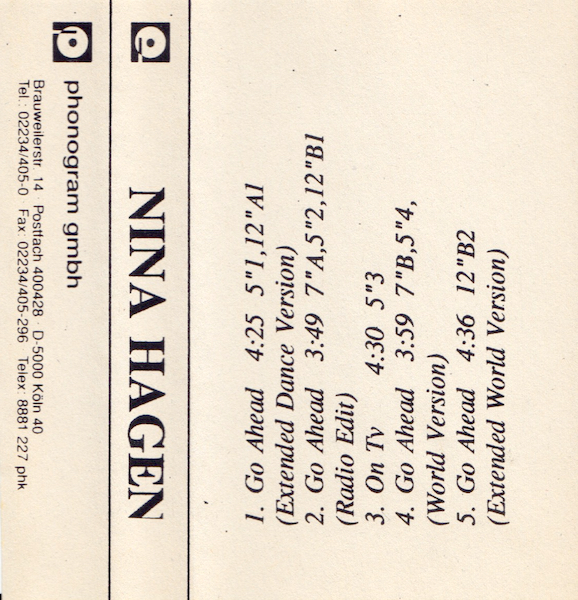 phonogram gmbh
Brauweilerstr. 14 · Postfach 400428 · D-5000 Köln 40
Tel.: 02234/405-0 · Fax: 02234/405-296 · Telex: 8881 227 phk
NINA HAGEN
1. Go Ahead 4:25 5"1,12"A1
(Extended Dance Version)
2. Go Ahead 3:49 7"A,5"2,12"B1
(Radio Edit)
3. On Tv 4:30 5"3
4. Go Ahead 3:59 7"B,5"4,
(World Version)
5. Go Ahead 4:36 12"B2
(Extended World Version)